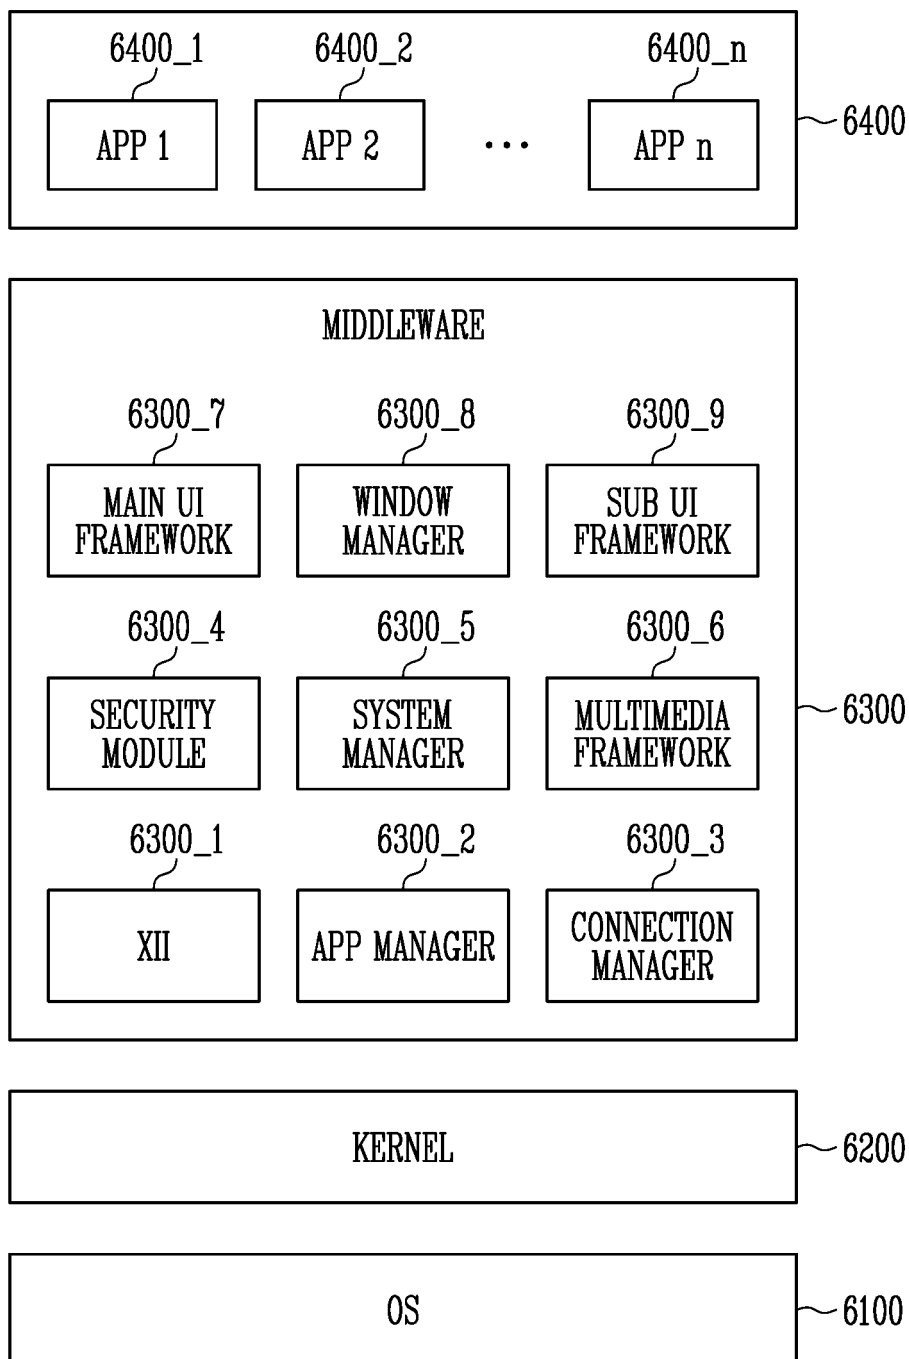 6400_1 6400_2 6400_n
APP 1 APP 2 ... APP n
6400
MIDDLEWARE
6300_7 6300_8 6300_9
MAIN UI FRAMEWORK
WINDOW MANAGER
SUB UI FRAMEWORK
6300_4 6300_5 6300_6
SECURITY MODULE
SYSTEM MANAGER
MULTIMEDIA FRAMEWORK
6300
6300_1 6300_2 6300_3
XII
APP MANAGER
CONNECTION MANAGER
KERNEL
6200
OS
6100